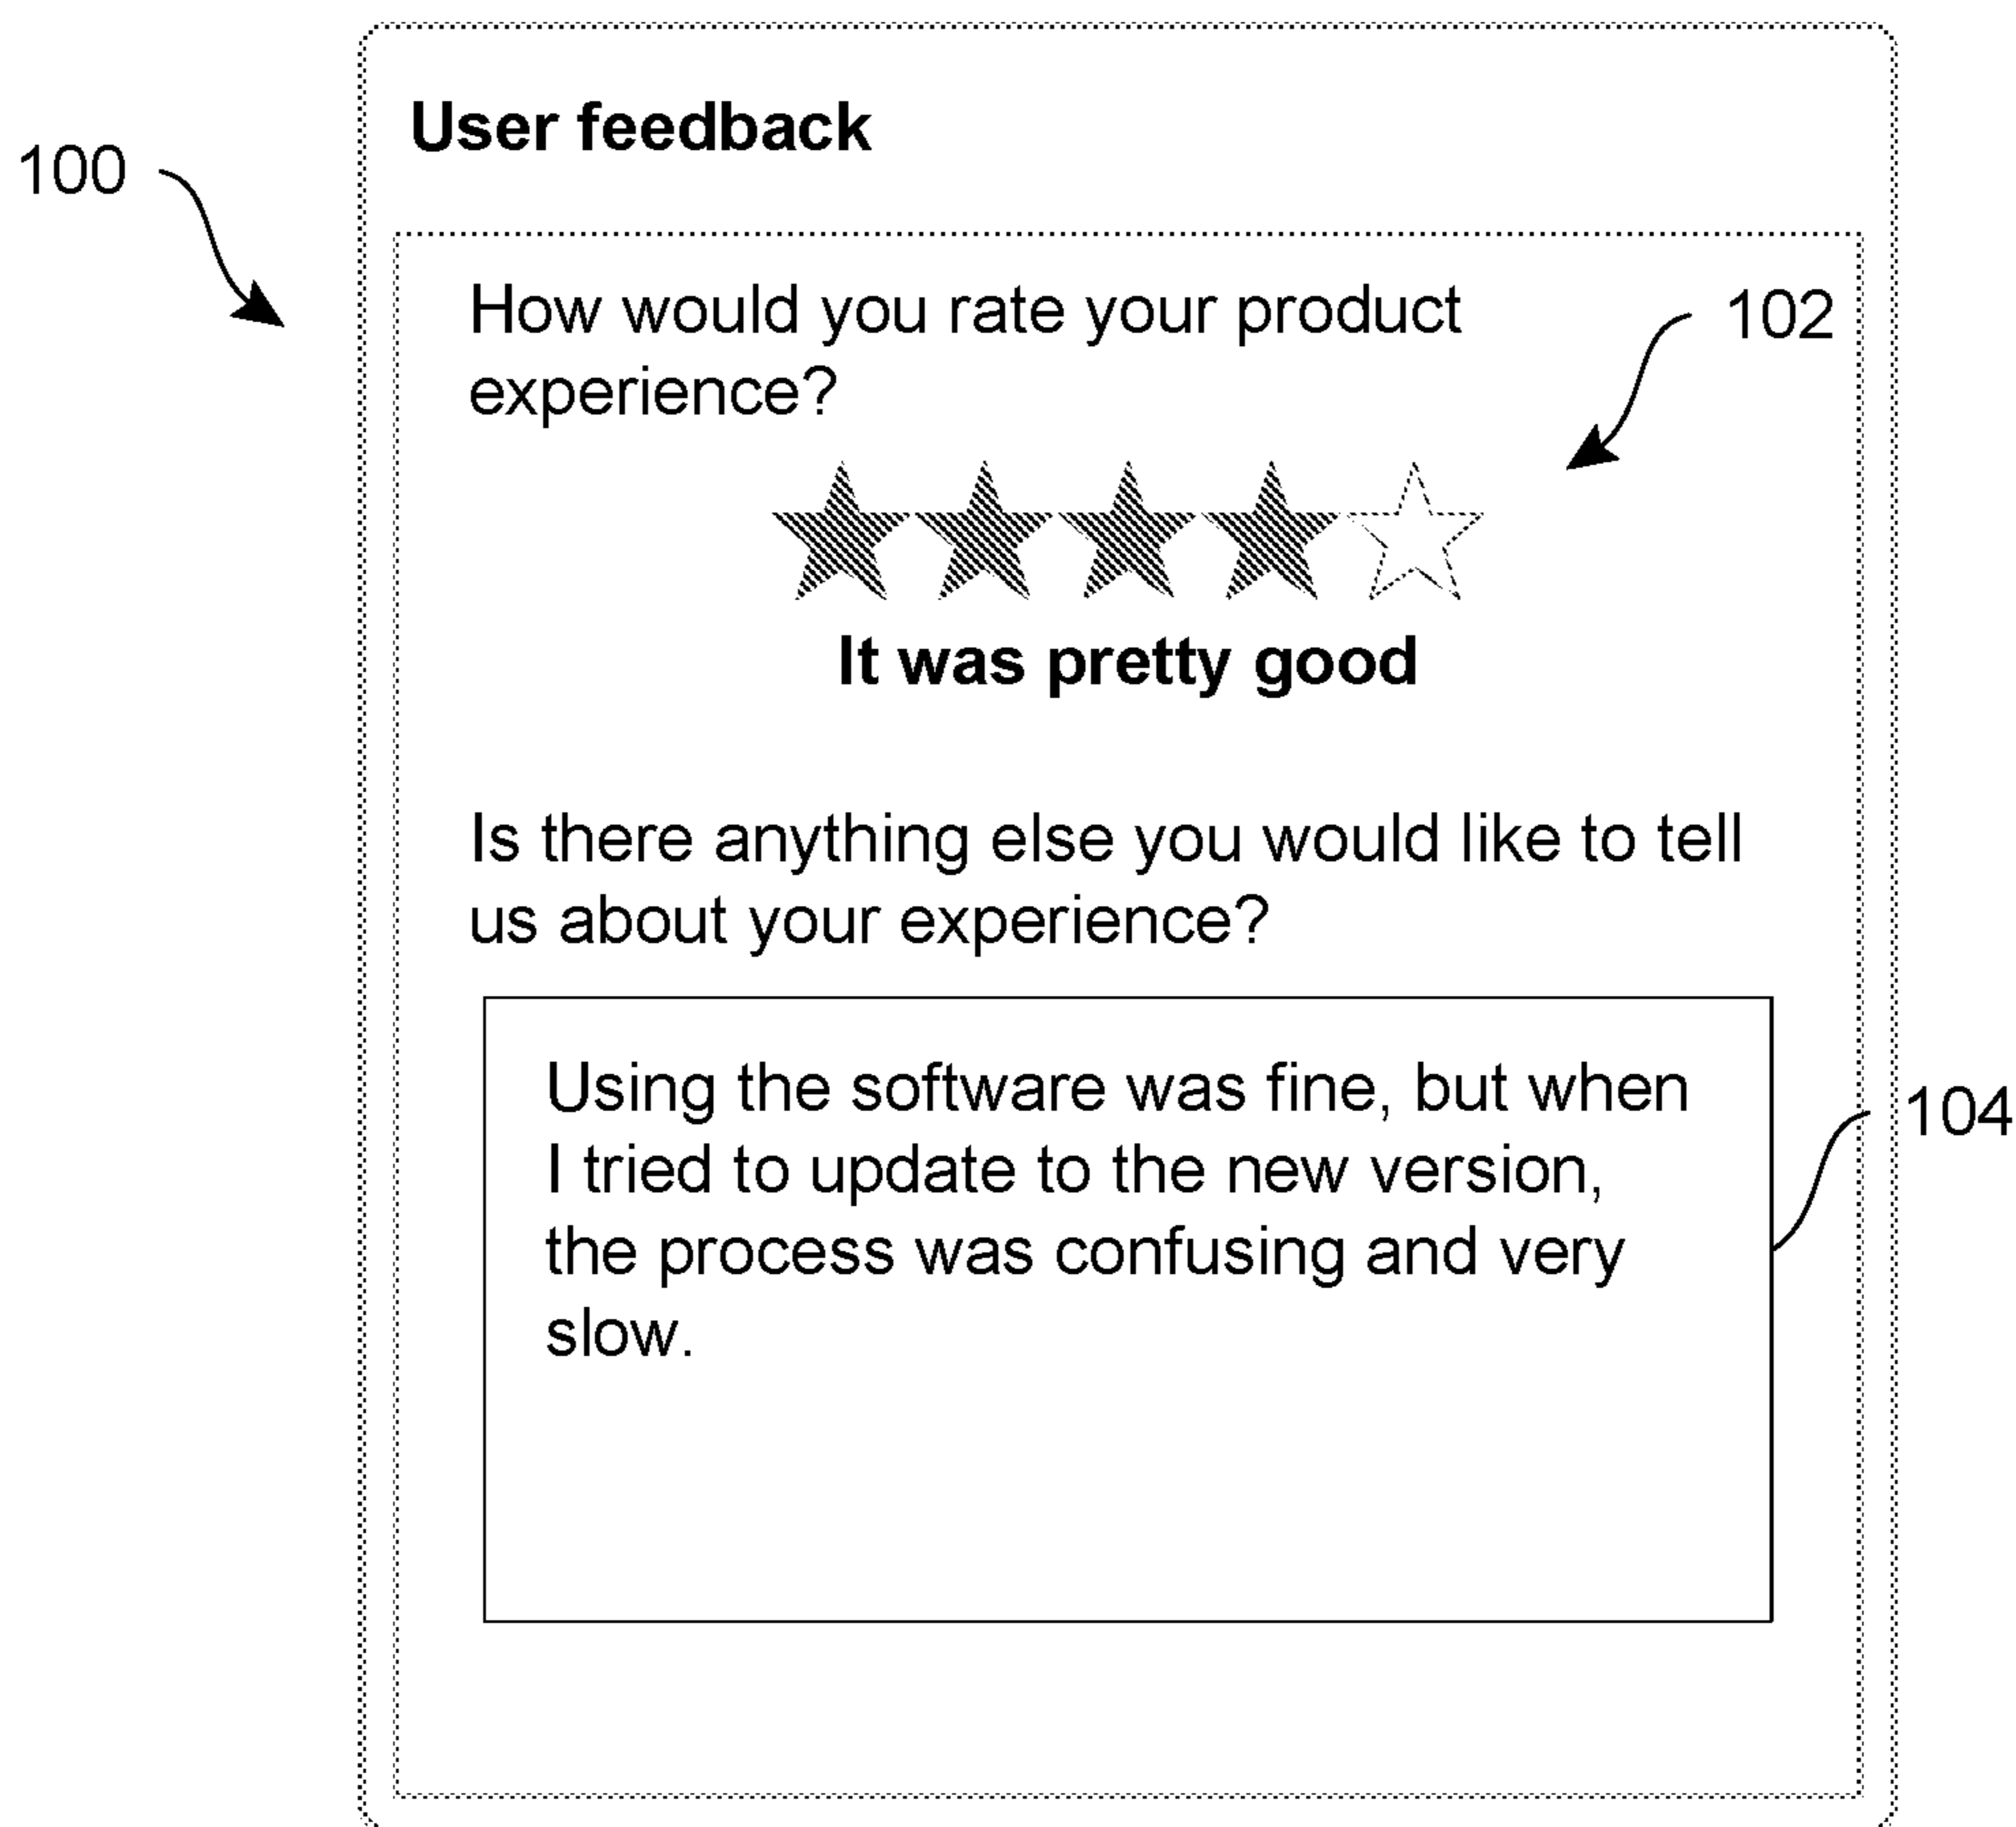 User feedback
100
How would you rate your product
102
experience?
It was pretty good
Is there anything else you would like to tell
us about your experience?
Using the software was fine, but when
104
I tried to update to the new version,
the process was confusing and very
slow.